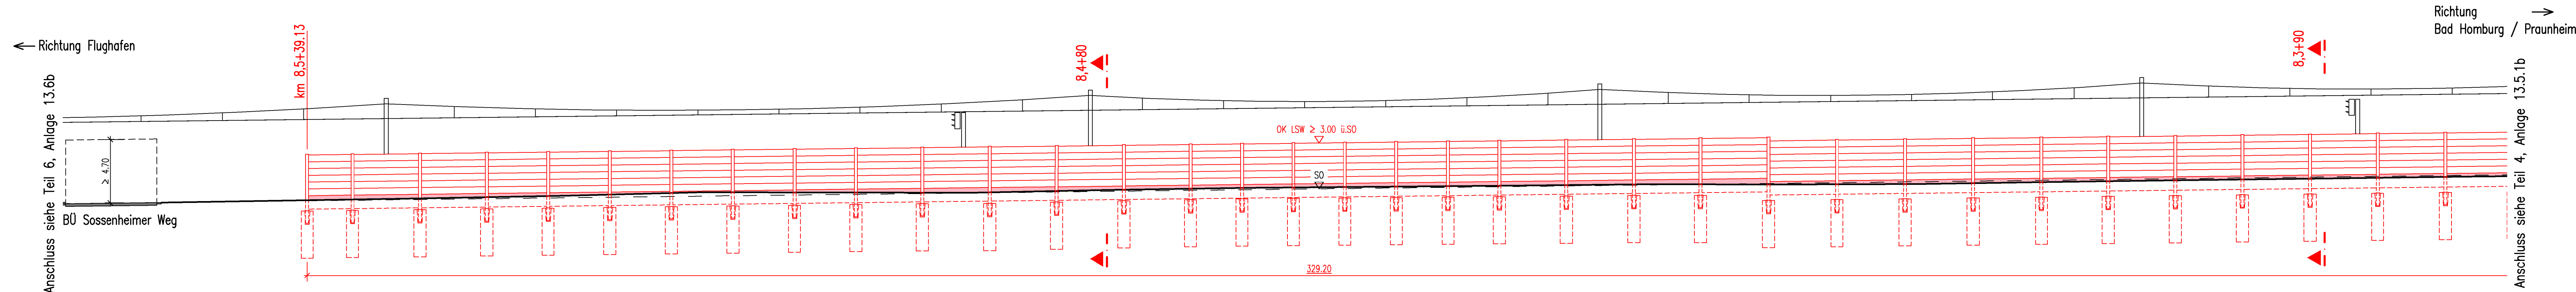 ← Richtung Flughafen
Anschluss siehe Teil 6, Anlage 13.6b
≥ 4.70
BÜ Sossenheimer Weg
km 8,5+39.13
8,4+80
OK LSW ≥ 3.00 ü.SO
SO
329.20
8,3+90
Richtung →
Bad Homburg / Praunheim
Anschluss siehe Teil 4, Anlage 13.5.1b